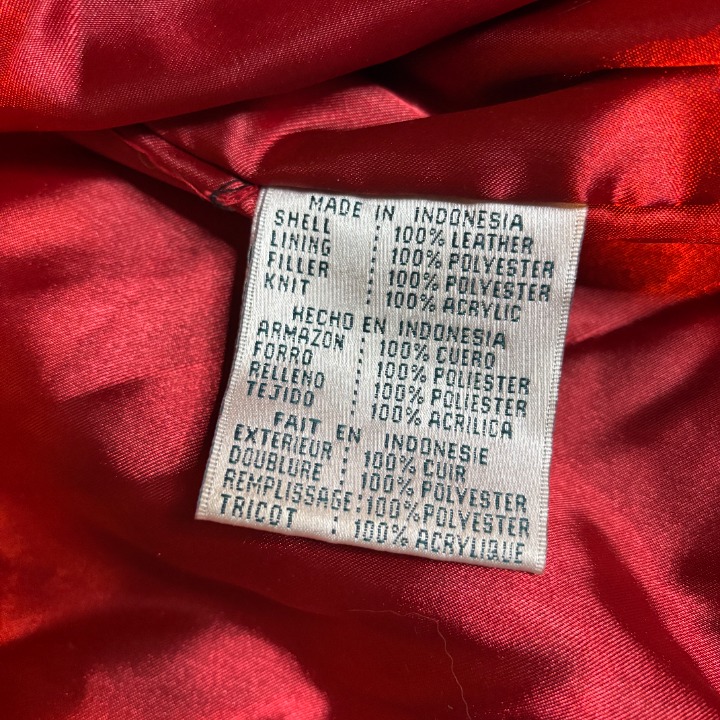 MADE IN INDONESIA
SHELL : 100% LEATHER
LINING : 100% POLYESTER
FILLER : 100% POLYESTER
KNIT : 100% ACRYLIC
HECHO EN INDONESIA
ARMAZON : 100% CUERO
FORRO : 100% POLIESTER
RELLENO : 100% POLIESTER
TEJIDO : 100% ACRILICA
FAIT EN INDONESIE
EXTERIEUR : 100% CUIR
DOUBLURE : 100% POLYESTER
REMPLISSAGE : 100% POLYESTER
TRICOT : 100% ACRYLIQUE